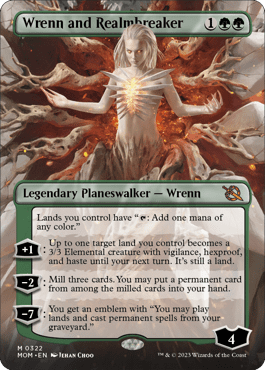 Wrenn and Realmbreaker 1
Legendary Planeswalker — Wrenn
Lands you control have “: Add one mana of
any color.”
+1 : Up to one target land you control becomes a
3/3 Elemental creature with vigilance, hexproof,
and haste until your next turn. It’s still a land.
−2 : Mill three cards. You may put a permanent card
from among the milled cards into your hand.
−7 : You get an emblem with “You may play
lands and cast permanent spells from your
graveyard.”
4
M 0322
MOM • EN JEHAN CHOO
™ & © 2023 Wizards of the Coast